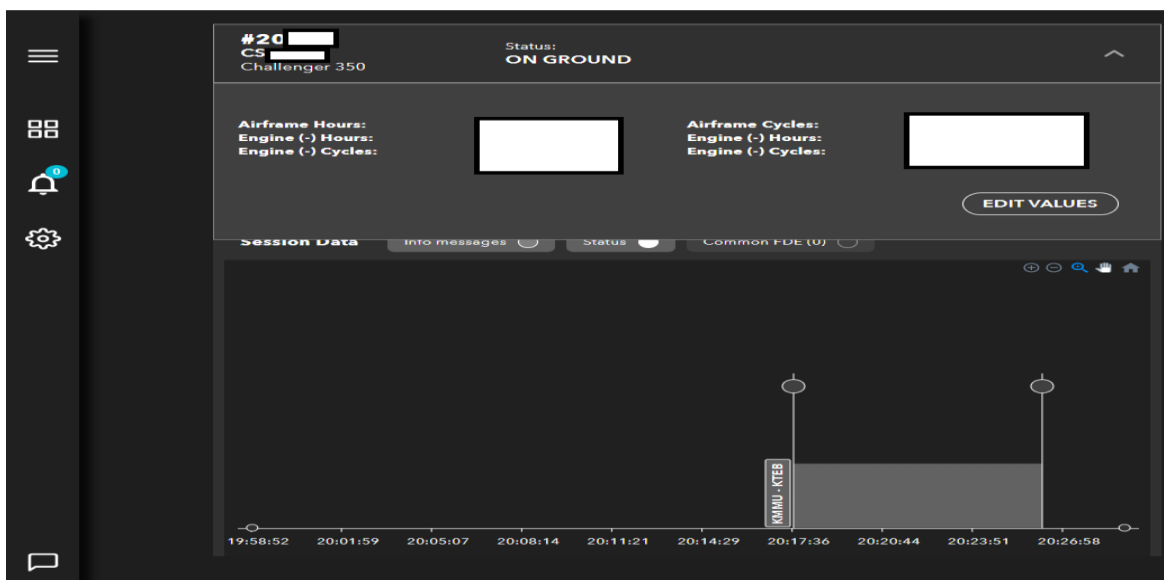 #20
CS
Challenger 350
Status:
ON GROUND
0
Airframe Hours:
Engine (-) Hours:
Engine (-) Cycles:
Airframe Cycles:
Engine (-) Hours:
Engine (-) Cycles:
EDIT VALUES
Session Data Info messages Status Common FDE (0)
KMMU - KTEB
19:58:52 20:01:59 20:05:07 20:08:14 20:11:21 20:14:29 20:17:36 20:20:44 20:23:51 20:26:58